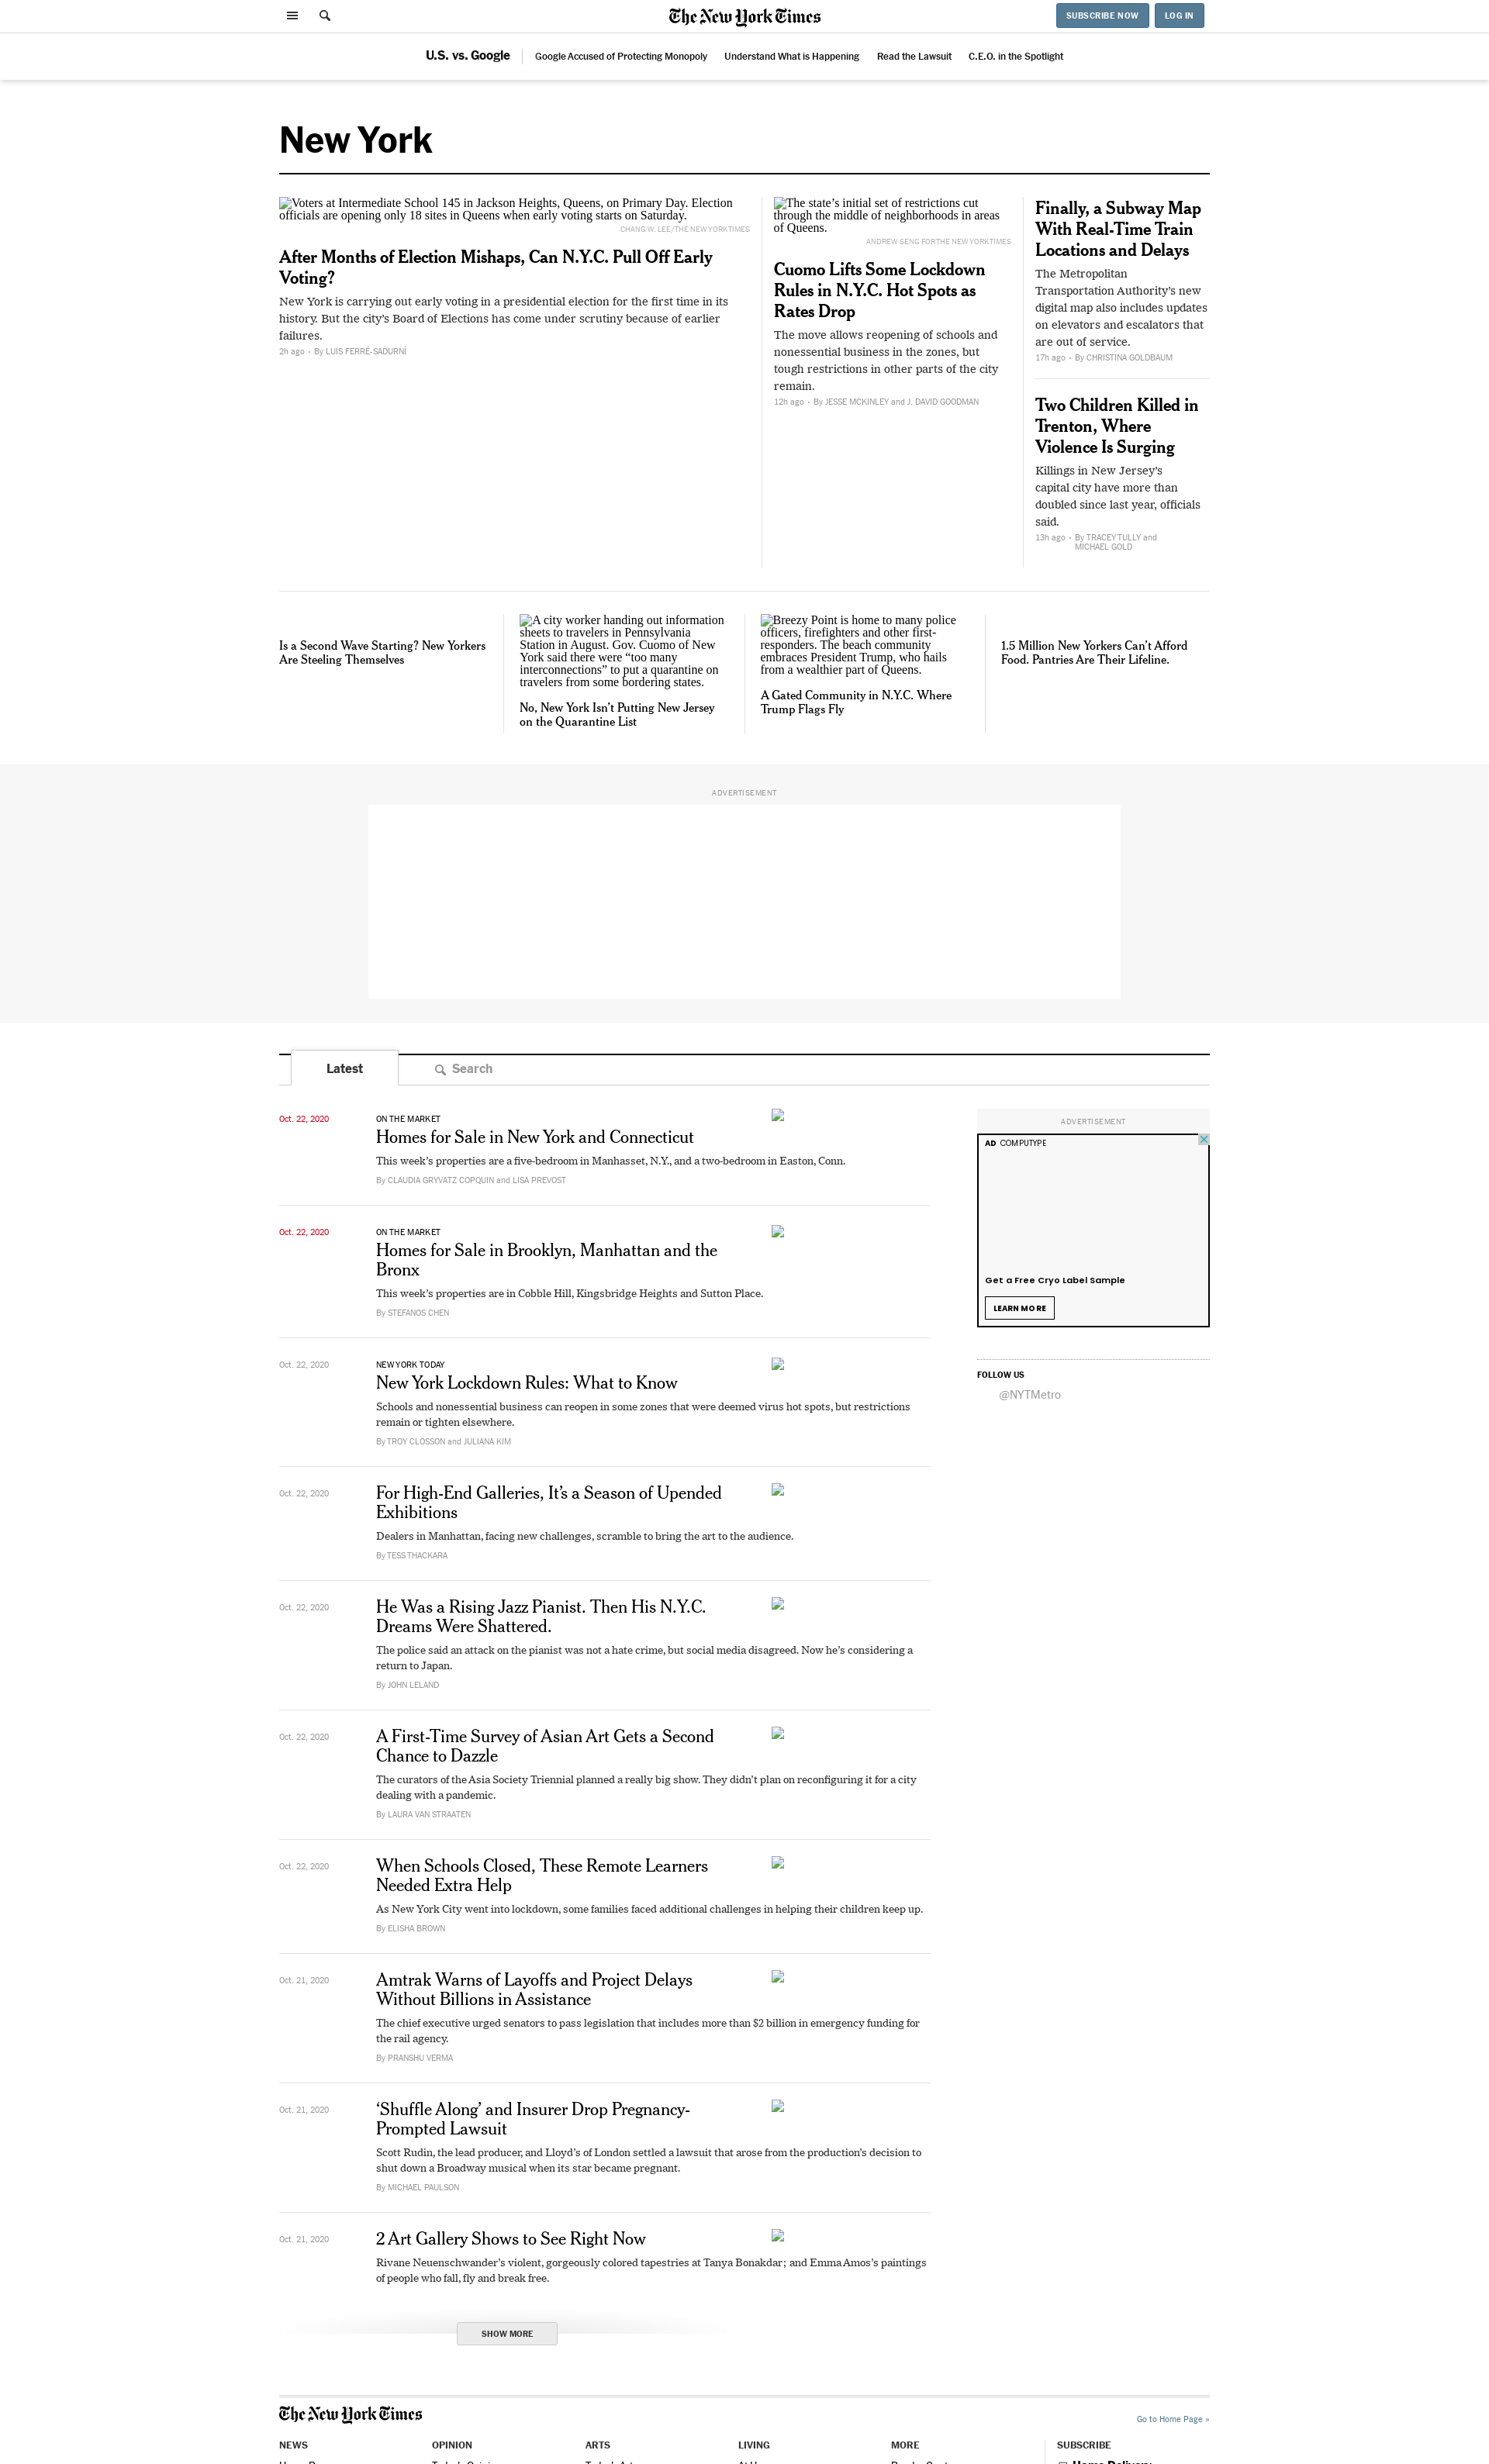 The New York Times
SUBSCRIBE NOW
LOG IN
U.S. vs. Google
Google Accused of Protecting Monopoly
Understand What is Happening
Read the Lawsuit
C.E.O. in the Spotlight
New York
Voters at Intermediate School 145 in Jackson Heights, Queens, on Primary Day. Election
officials are opening only 18 sites in Queens when early voting starts on Saturday.
CHANG W. LEE/THE NEW YORK TIMES
After Months of Election Mishaps, Can N.Y.C. Pull Off Early
Voting?
New York is carrying out early voting in a presidential election for the first time in its
history. But the city’s Board of Elections has come under scrutiny because of earlier
failures.
2h ago • By LUIS FERRÉ-SADURNÍ
The state’s initial set of restrictions cut
through the middle of neighborhoods in areas
of Queens.
ANDREW SENG FOR THE NEW YORK TIMES
Cuomo Lifts Some Lockdown
Rules in N.Y.C. Hot Spots as
Rates Drop
The move allows reopening of schools and
nonessential business in the zones, but
tough restrictions in other parts of the city
remain.
12h ago • By JESSE MCKINLEY and J. DAVID GOODMAN
Finally, a Subway Map
With Real-Time Train
Locations and Delays
The Metropolitan
Transportation Authority’s new
digital map also includes updates
on elevators and escalators that
are out of service.
17h ago • By CHRISTINA GOLDBAUM
Two Children Killed in
Trenton, Where
Violence Is Surging
Killings in New Jersey’s
capital city have more than
doubled since last year, officials
said.
13h ago • By TRACEY TULLY and
MICHAEL GOLD
Is a Second Wave Starting? New Yorkers
Are Steeling Themselves
A city worker handing out information
sheets to travelers in Pennsylvania
Station in August. Gov. Cuomo of New
York said there were “too many
interconnections” to put a quarantine on
travelers from some bordering states.
No, New York Isn’t Putting New Jersey
on the Quarantine List
Breezy Point is home to many police
officers, firefighters and other first-
responders. The beach community
embraces President Trump, who hails
from a wealthier part of Queens.
A Gated Community in N.Y.C. Where
Trump Flags Fly
1.5 Million New Yorkers Can’t Afford
Food. Pantries Are Their Lifeline.
ADVERTISEMENT
Latest
Search
Oct. 22, 2020
ON THE MARKET
Homes for Sale in New York and Connecticut
This week’s properties are a five-bedroom in Manhasset, N.Y., and a two-bedroom in Easton, Conn.
By CLAUDIA GRYVATZ COPQUIN and LISA PREVOST
Oct. 22, 2020
ON THE MARKET
Homes for Sale in Brooklyn, Manhattan and the
Bronx
This week’s properties are in Cobble Hill, Kingsbridge Heights and Sutton Place.
By STEFANOS CHEN
Oct. 22, 2020
NEW YORK TODAY
New York Lockdown Rules: What to Know
Schools and nonessential business can reopen in some zones that were deemed virus hot spots, but restrictions
remain or tighten elsewhere.
By TROY CLOSSON and JULIANA KIM
Oct. 22, 2020
For High-End Galleries, It’s a Season of Upended
Exhibitions
Dealers in Manhattan, facing new challenges, scramble to bring the art to the audience.
By TESS THACKARA
Oct. 22, 2020
He Was a Rising Jazz Pianist. Then His N.Y.C.
Dreams Were Shattered.
The police said an attack on the pianist was not a hate crime, but social media disagreed. Now he’s considering a
return to Japan.
By JOHN LELAND
Oct. 22, 2020
A First-Time Survey of Asian Art Gets a Second
Chance to Dazzle
The curators of the Asia Society Triennial planned a really big show. They didn’t plan on reconfiguring it for a city
dealing with a pandemic.
By LAURA VAN STRAATEN
Oct. 22, 2020
When Schools Closed, These Remote Learners
Needed Extra Help
As New York City went into lockdown, some families faced additional challenges in helping their children keep up.
By ELISHA BROWN
Oct. 21, 2020
Amtrak Warns of Layoffs and Project Delays
Without Billions in Assistance
The chief executive urged senators to pass legislation that includes more than $2 billion in emergency funding for
the rail agency.
By PRANSHU VERMA
Oct. 21, 2020
‘Shuffle Along’ and Insurer Drop Pregnancy-
Prompted Lawsuit
Scott Rudin, the lead producer, and Lloyd’s of London settled a lawsuit that arose from the production’s decision to
shut down a Broadway musical when its star became pregnant.
By MICHAEL PAULSON
Oct. 21, 2020
2 Art Gallery Shows to See Right Now
Rivane Neuenschwander’s violent, gorgeously colored tapestries at Tanya Bonakdar; and Emma Amos’s paintings
of people who fall, fly and break free.
SHOW MORE
ADVERTISEMENT
AD COMPUTYPE
Get a Free Cryo Label Sample
LEARN MORE
FOLLOW US
@NYTMetro
The New York Times
Go to Home Page »
NEWS
OPINION
ARTS
LIVING
MORE
SUBSCRIBE